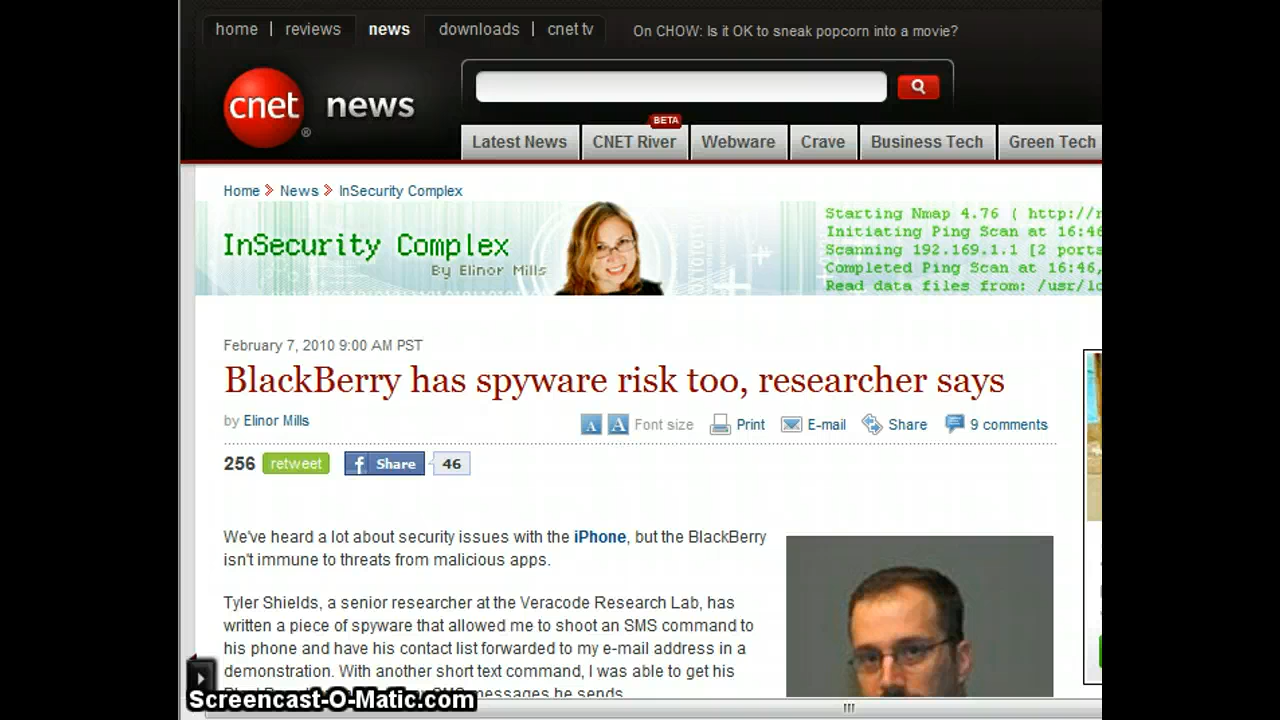 home | reviews news downloads | cnet tv On CHOW: Is it OK to sneak popcorn into a movie?
cnet® news
BETA
Latest News CNET River Webware Crave Business Tech Green Tech
Home News InSecurity Complex
InSecurity Complex
By Elinor Mills
Starting Nmap 4.76 ( http://
Initiating Ping Scan at 16:46
Scanning 192.169.1.1 [2 ports
Completed Ping Scan at 16:46,
Read data files from: /usr/lo
February 7, 2010 9:00 AM PST
BlackBerry has spyware risk too, researcher says
by Elinor Mills A A Font size Print E-mail Share 9 comments
256 retweet f Share 46
We've heard a lot about security issues with the iPhone, but the BlackBerry
isn't immune to threats from malicious apps.
Tyler Shields, a senior researcher at the Veracode Research Lab, has
written a piece of spyware that allowed me to shoot an SMS command to
his phone and have his contact list forwarded to my e-mail address in a
demonstration. With another short text command, I was able to get his
SMS messages he sends.
Screencast-O-Matic.com